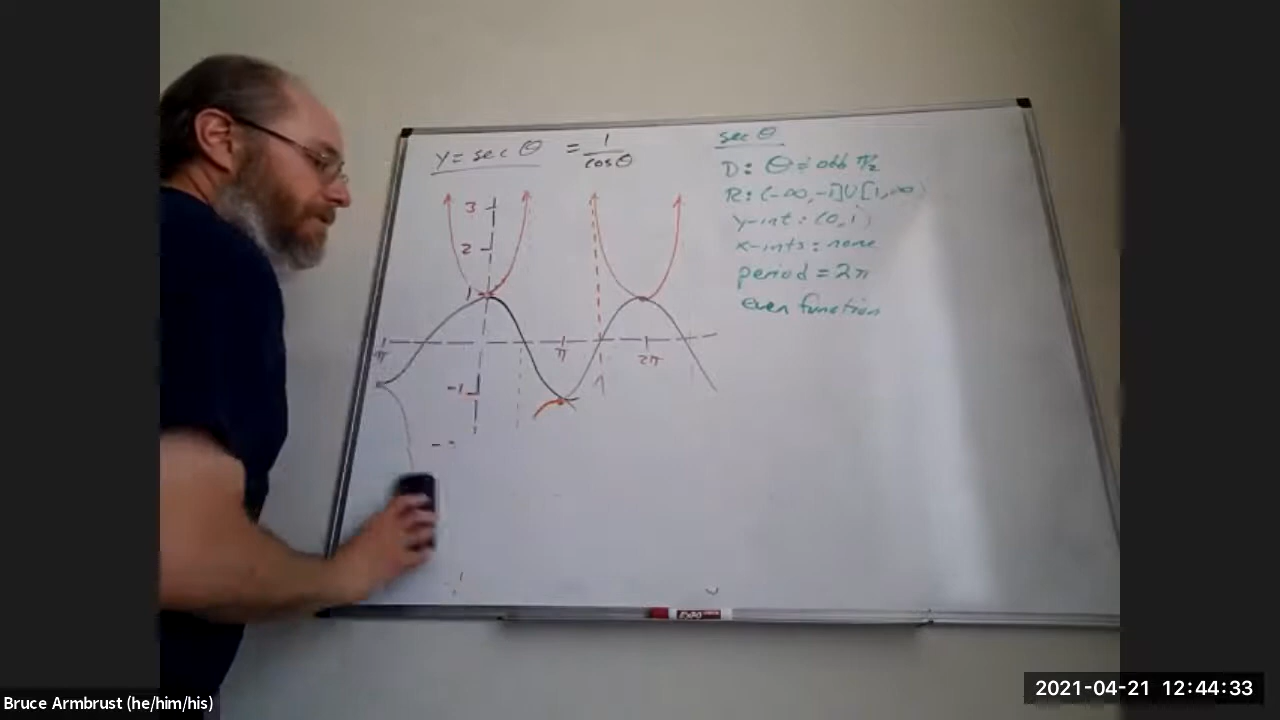 y = sec θ = 1/cos θ
sec θ
D: θ ≠ odd π/2
R: (-∞, -1] U [1, ∞)
y-int: (0, 1)
x-ints: none
period = 2π
even function
3
2
1
π
π
2π
-1
EXPO
Bruce Armbrust (he/him/his)
2021-04-21 12:44:33